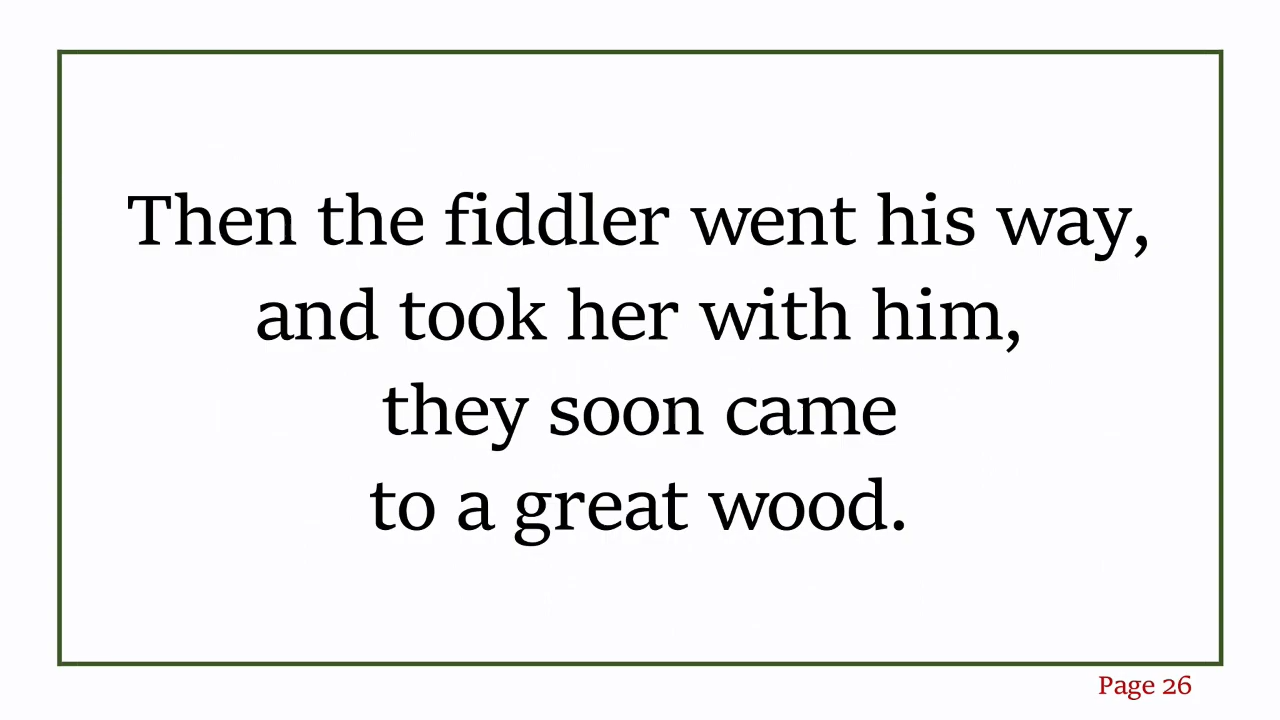 Then the fiddler went his way,
and took her with him,
they soon came
to a great wood.
Page 26